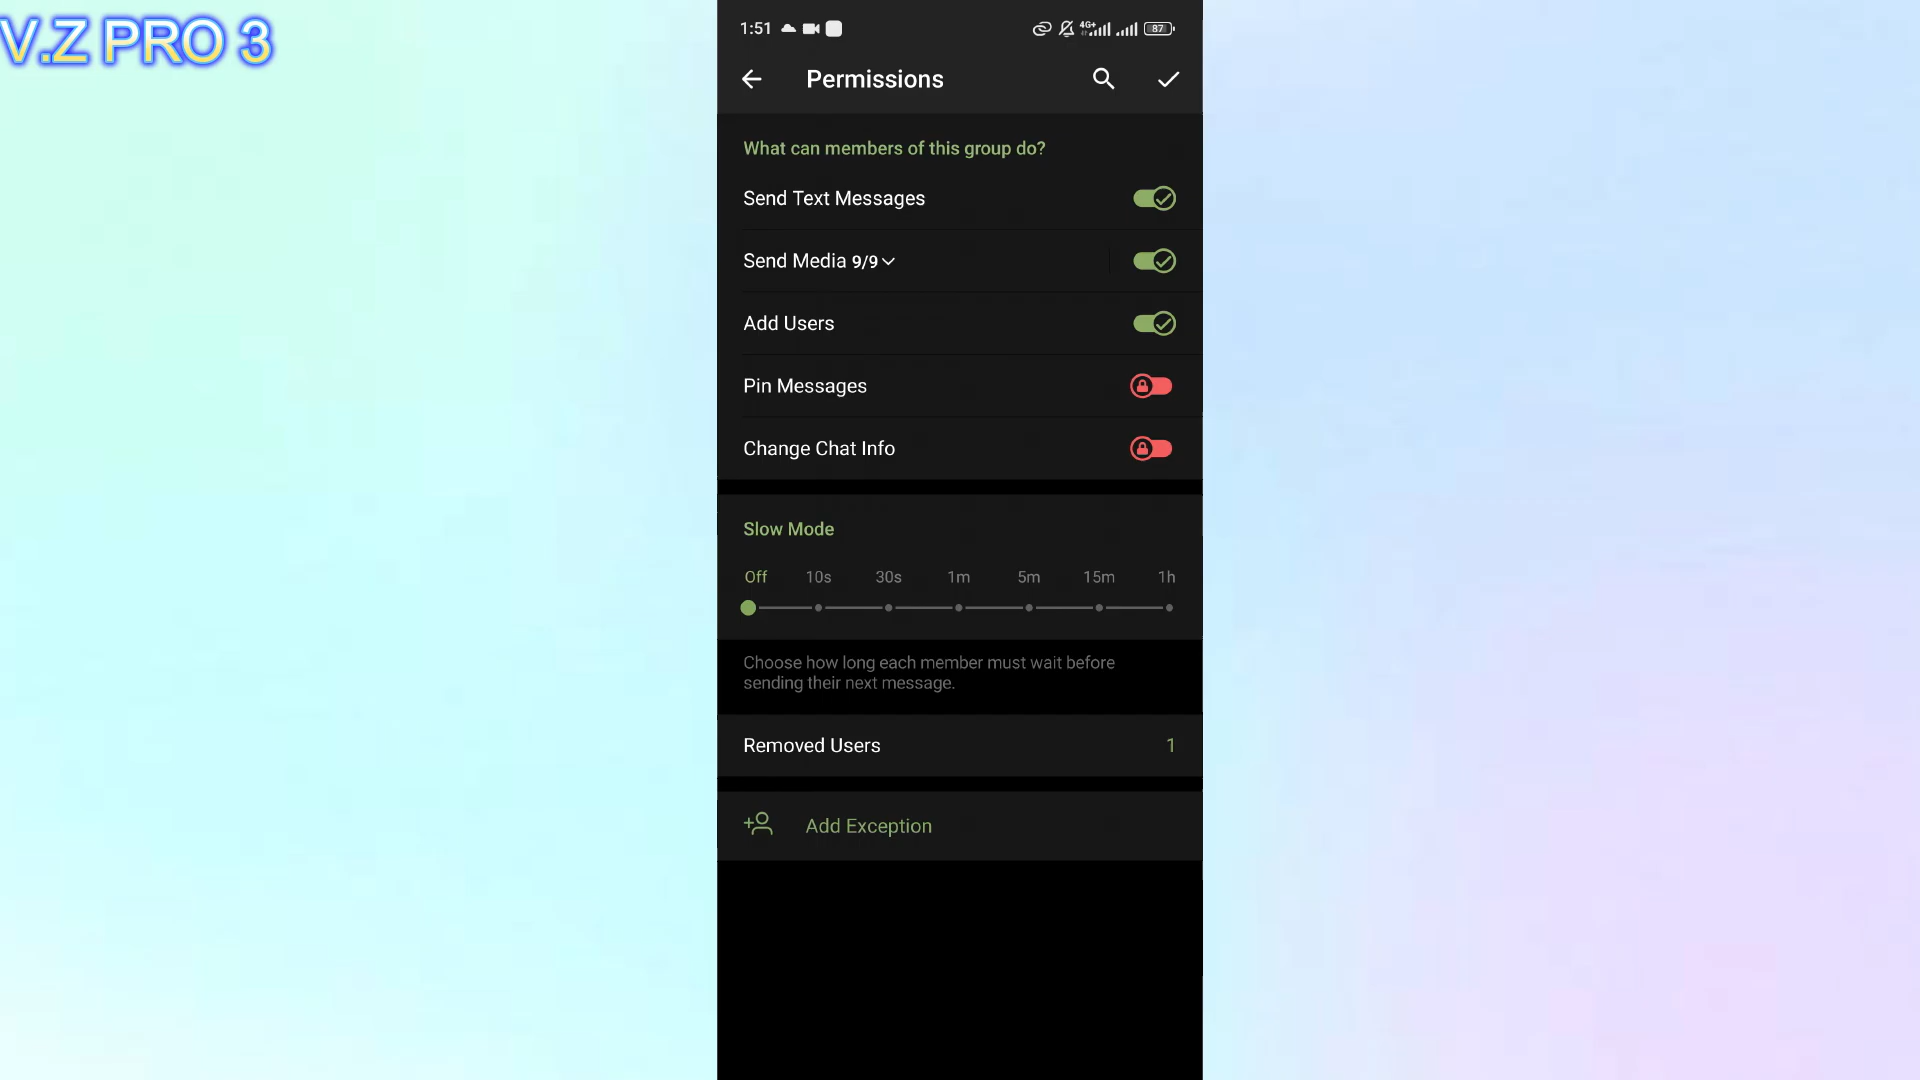 V.Z PRO 3
1:51
4G+
87
Permissions
What can members of this group do?
Send Text Messages
Send Media 9/9
Add Users
Pin Messages
Change Chat Info
Slow Mode
Off 10s 30s 1m 5m 15m 1h
Choose how long each member must wait before
sending their next message.
Removed Users 1
Add Exception